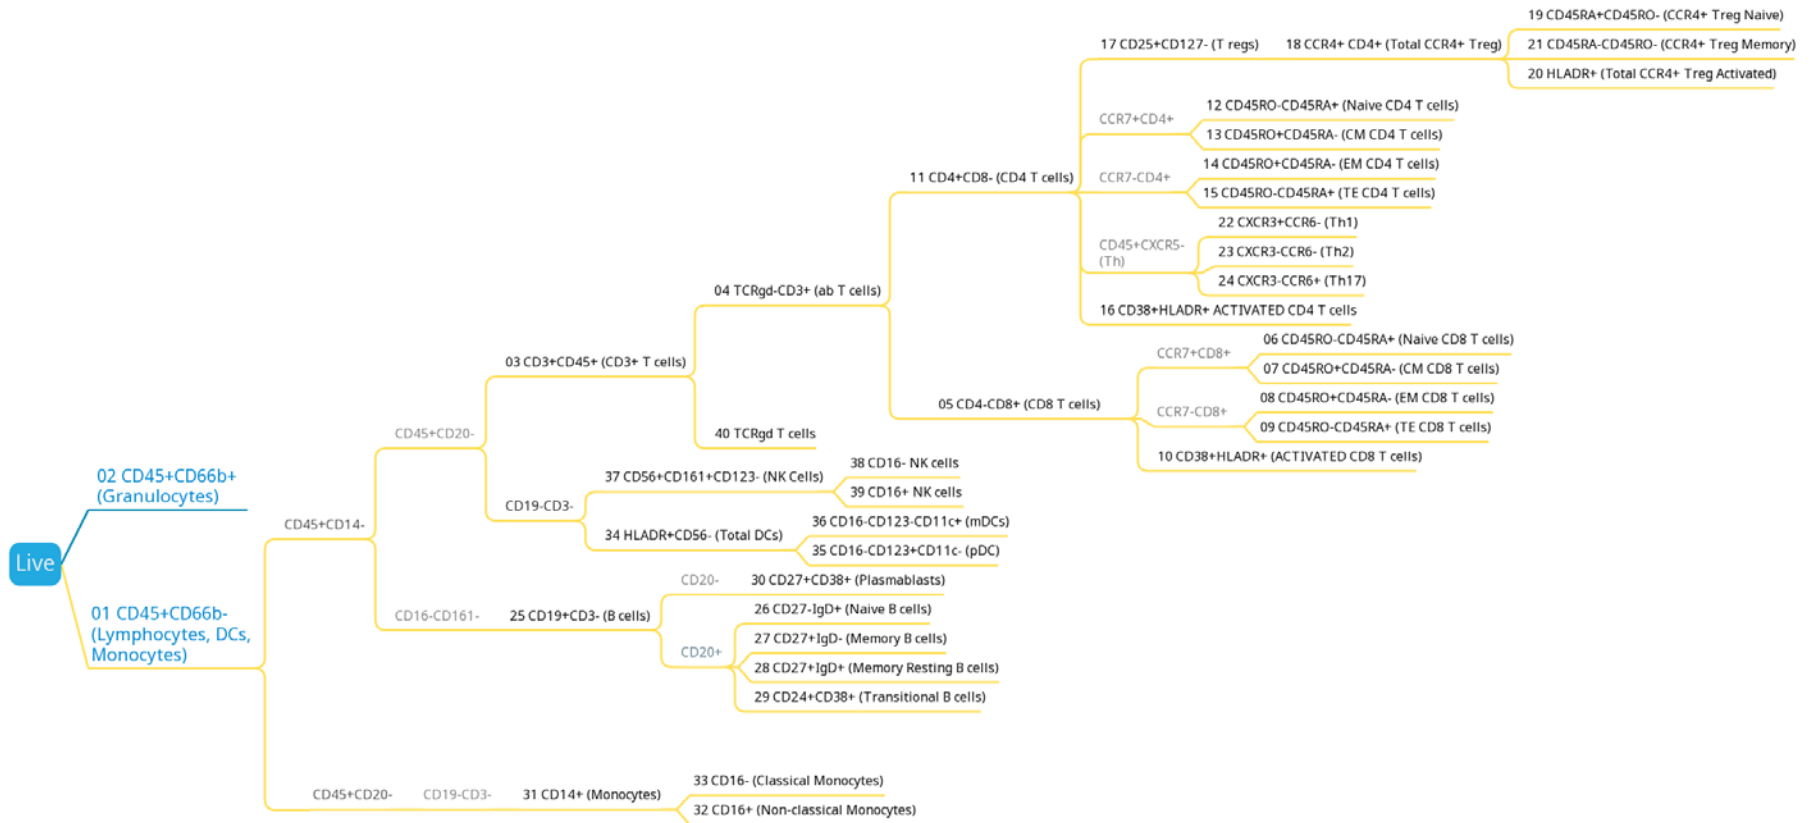 19 CD45RA+CD45RO- (CCR4+ Treg Naive)
17 CD25+CD127- (T regs)
18 CCR4+ CD4+ (Total CCR4+ Treg)
21 CD45RA-CD45RO- (CCR4+ Treg Memory)
20 HLADR+ (Total CCR4+ Treg Activated)
CCR7+CD4+
12 CD45RO-CD45RA+ (Naive CD4 T cells)
13 CD45RO+CD45RA- (CM CD4 T cells)
11 CD4+CD8- (CD4 T cells)
CCR7-CD4+
14 CD45RO+CD45RA- (EM CD4 T cells)
15 CD45RO-CD45RA+ (TE CD4 T cells)
CD45+CXCR5-
(Th)
22 CXCR3+CCR6- (Th1)
23 CXCR3-CCR6- (Th2)
24 CXCR3-CCR6+ (Th17)
16 CD38+HLADR+ ACTIVATED CD4 T cells
04 TCRgd-CD3+ (ab T cells)
03 CD3+CD45+ (CD3+ T cells)
05 CD4-CD8+ (CD8 T cells)
CCR7+CD8+
06 CD45RO-CD45RA+ (Naive CD8 T cells)
07 CD45RO+CD45RA- (CM CD8 T cells)
CCR7-CD8+
08 CD45RO+CD45RA- (EM CD8 T cells)
09 CD45RO-CD45RA+ (TE CD8 T cells)
10 CD38+HLADR+ (ACTIVATED CD8 T cells)
CD45+CD20-
40 TCRgd T cells
02 CD45+CD66b+
(Granulocytes)
CD45+CD14-
CD19-CD3-
37 CD56+CD161+CD123- (NK Cells)
38 CD16- NK cells
39 CD16+ NK cells
34 HLADR+CD56- (Total DCs)
36 CD16-CD123-CD11c+ (mDCs)
35 CD16-CD123+CD11c- (pDC)
Live
01 CD45+CD66b-
(Lymphocytes, DCs,
Monocytes)
CD16-CD161-
25 CD19+CD3- (B cells)
CD20-
30 CD27+CD38+ (Plasmablasts)
CD20+
26 CD27-IgD+ (Naive B cells)
27 CD27+IgD- (Memory B cells)
28 CD27+IgD+ (Memory Resting B cells)
29 CD24+CD38+ (Transitional B cells)
CD45+CD20-
CD19-CD3-
31 CD14+ (Monocytes)
33 CD16- (Classical Monocytes)
32 CD16+ (Non-classical Monocytes)